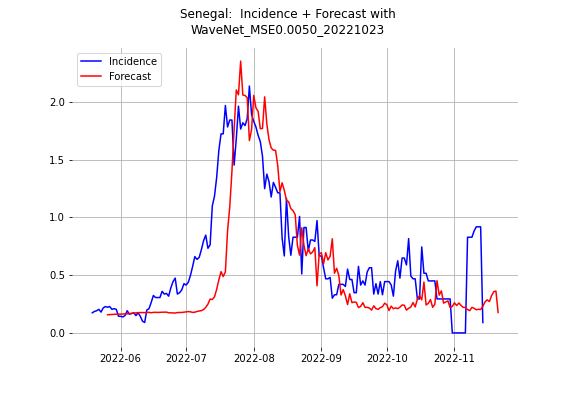 Senegal:  Incidence + Forecast with
WaveNet_MSE0.0050_20221023
Incidence
Forecast
2.0
1.5
1.0
0.5
0.0
2022-06
2022-07
2022-08
2022-09
2022-10
2022-11